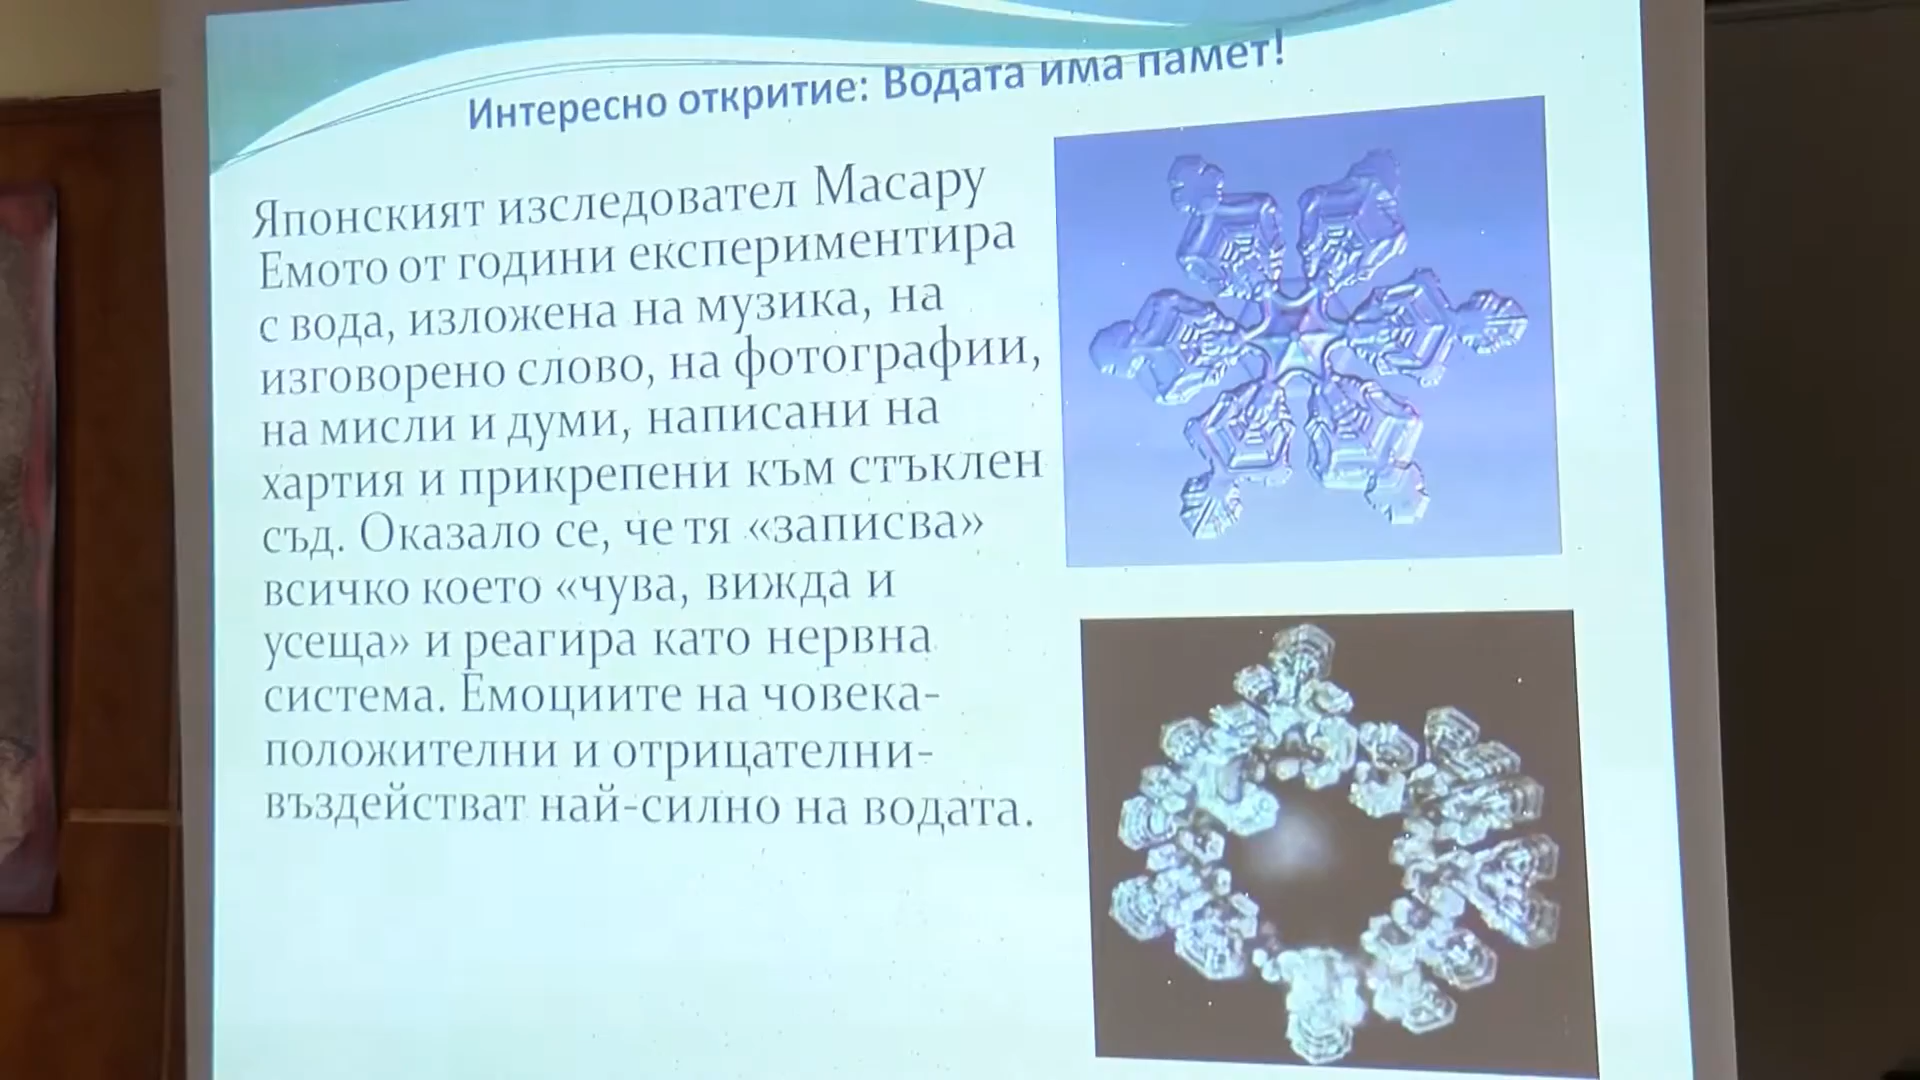 Интересно откритие: Водата има памет!
Японският изследовател Масару
Емото от години експериментира
с вода, изложена на музика, на
изговорено слово, на фотографии,
на мисли и думи, написани на
хартия и прикрепени към стъклен
съд. Оказало се, че тя «записва»
всичко което «чува, вижда и
усеща» и реагира като нервна
система. Емоциите на човека-
положителни и отрицателни-
въздействат най-силно на водата.